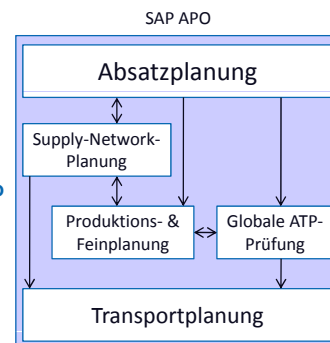 SAP APO
Absatzplanung
Supply-Network-
Planung
Produktions- &
Feinplanung
Globale ATP-
Prüfung
Transportplanung